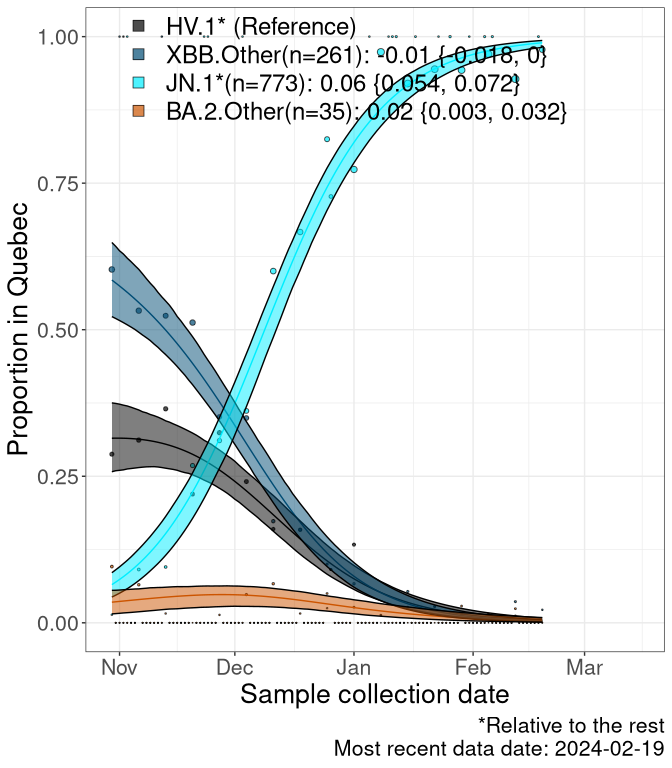 HV.1* (Reference)
XBB.Other(n=261): -0.01 {-0.018, 0}
JN.1*(n=773): 0.06 {0.054, 0.072}
BA.2.Other(n=35): 0.02 {0.003, 0.032}
1.00
0.75
0.50
0.25
0.00
Proportion in Quebec
Nov Dec Jan Feb Mar
Sample collection date
*Relative to the rest
Most recent data date: 2024-02-19